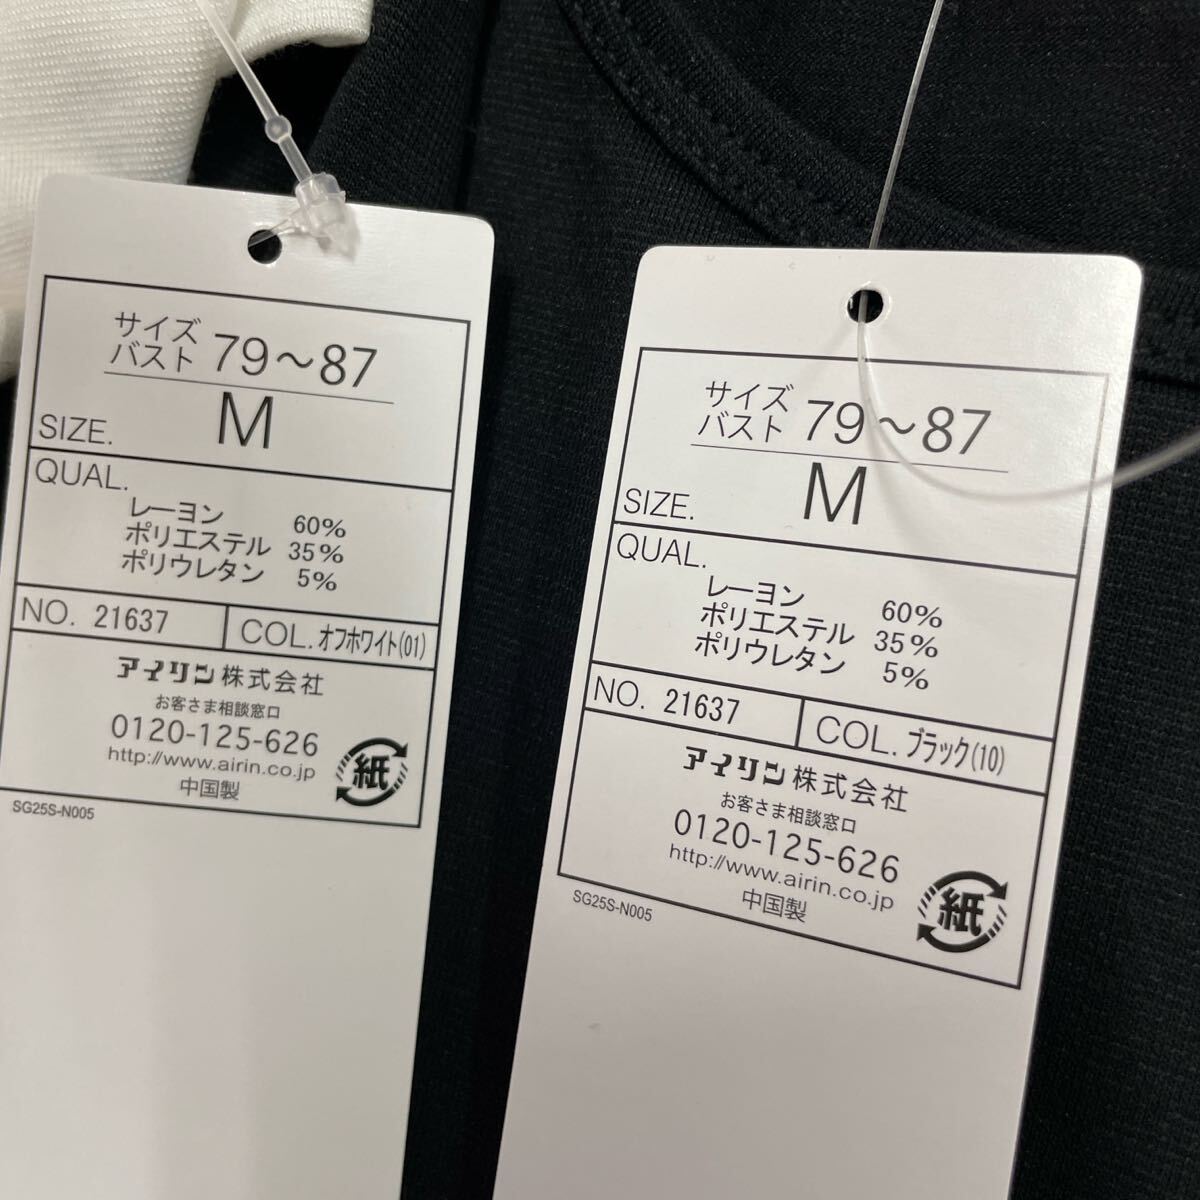 サイズ
バスト 79～87
SIZE. M
QUAL.
レーヨン 60%
ポリエステル 35%
ポリウレタン 5%
NO. 21637 COL. オフホワイト(01)
アイリン株式会社
お客さま相談窓口
0120-125-626
http://www.airin.co.jp
中国製
紙
SG25S-N005
サイズ
バスト 79～87
SIZE. M
QUAL.
レーヨン 60%
ポリエステル 35%
ポリウレタン 5%
NO. 21637 COL. ブラック(10)
アイリン株式会社
お客さま相談窓口
0120-125-626
http://www.airin.co.jp
中国製
紙
SG25S-N005